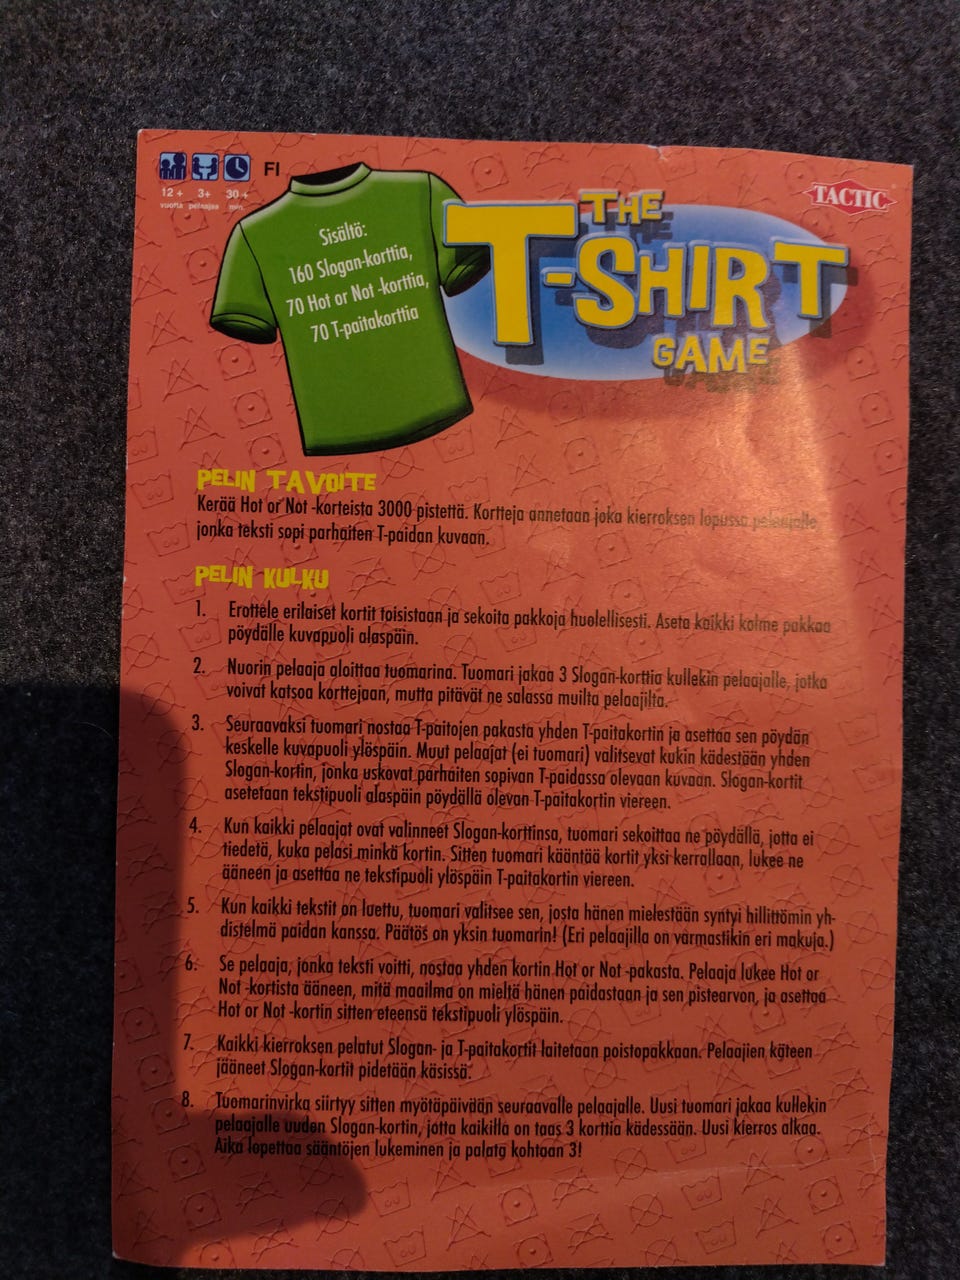 12 +
vuotta
3+
pelaajaa
30 +
min.
FI
TACTIC
THE
T-SHIRT
GAME
Sisältö:
160 Slogan-korttia,
70 Hot or Not -korttia,
70 T-paitakorttia
PELIN TAVOITE
Kerää Hot or Not -korteista 3000 pistettä. Kortteja annetaan joka kierroksen lopussa pelaajalle,
jonka teksti sopi parhaiten T-paidan kuvaan.
PELIN KULKU
1. Erottele erilaiset kortit toisistaan ja sekoita pakkoja huolellisesti. Aseta kaikki kolme pakkaa
pöydälle kuvapuoli alaspäin.
2. Nuorin pelaaja aloittaa tuomarina. Tuomari jakaa 3 Slogan-korttia kullekin pelaajalle, jotka
voivat katsoa korttejaan, mutta pitävät ne salassa muilta pelaajilta.
3. Seuraavaksi tuomari nostaa T-paitojen pakasta yhden T-paitakortin ja asettaa sen pöydän
keskelle kuvapuoli ylöspäin. Muut pelaajat (ei tuomari) valitsevat kukin kädestään yhden
Slogan-kortin, jonka uskovat parhaiten sopivan T-paidassa olevaan kuvaan. Slogan-kortit
asetetaan tekstipuoli alaspäin pöydällä olevan T-paitakortin viereen.
4. Kun kaikki pelaajat ovat valinneet Slogan-korttinsa, tuomari sekoittaa ne pöydällä, jotta ei
tiedetä, kuka pelasi minkä kortin. Sitten tuomari kääntää kortit yksi kerrallaan, lukee ne
ääneen ja asettaa ne tekstipuoli ylöspäin T-paitakortin viereen.
5. Kun kaikki tekstit on luettu, tuomari valitsee sen, josta hänen mielestään syntyi hillittömin yh-
distelmä paidan kanssa. Päätös on yksin tuomarin! (Eri pelaajilla on varmastikin eri makuja.)
6. Se pelaaja, jonka teksti voitti, nostaa yhden kortin Hot or Not -pakasta. Pelaaja lukee Hot or
Not -kortista ääneen, mitä maailma on mieltä hänen paidastaan ja sen pistearvon, ja asettaa
Hot or Not -kortin sitten eteensä tekstipuoli ylöspäin.
7. Kaikki kierroksen pelatut Slogan- ja T-paitakortit laitetaan poistopakkaan. Pelaajien käteen
jääneet Slogan-kortit pidetään käsissä.
8. Tuomarinvirka siirtyy sitten myötäpäivään seuraavalle pelaajalle. Uusi tuomari jakaa kullekin
pelaajalle uuden Slogan-kortin, jotta kaikilla on taas 3 korttia kädessään. Uusi kierros alkaa.
Aika lopettaa sääntöjen lukeminen ja palata kohtaan 3!